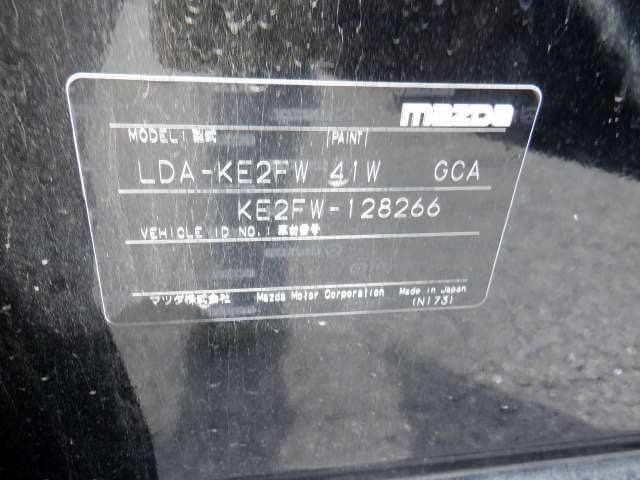 mazda
MODEL:型式 (PAINT)
LDA-KE2FW 41W GCA
KE2FW-128266
VEHICLE ID NO.:車台番号
マツダ株式会社 Mazda Motor Corporation Made in Japan
(N173)